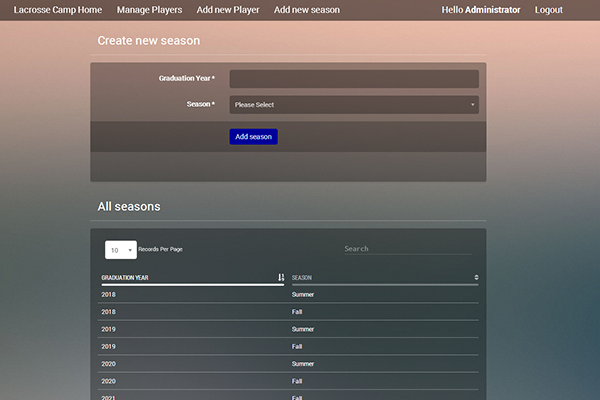 Lacrosse Camp Home Manage Players Add new Player Add new season Hello Administrator Logout
Create new season
Graduation Year *
Season * Please Select
Add season
All seasons
10 Records Per Page Search
GRADUATION YEAR SEASON
2018 Summer
2018 Fall
2019 Summer
2019 Fall
2020 Summer
2020 Fall
2021 Fall